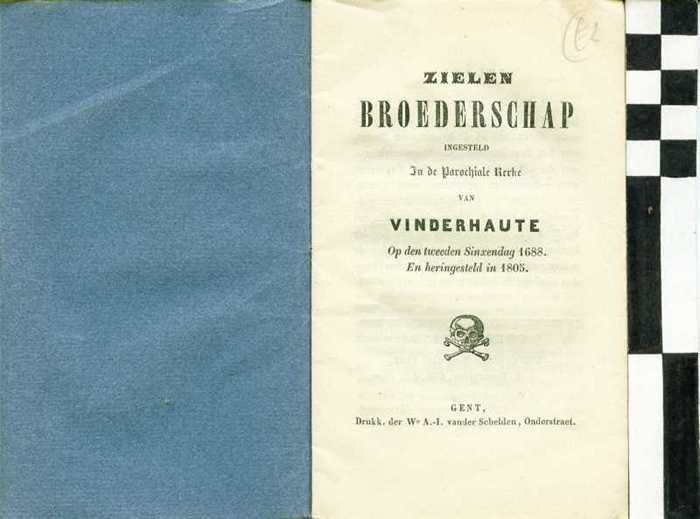 ZIELEN
BROEDERSCHAP
INGESTELD
In de Parochiale Kerke
VAN
VINDERHAUTE
Op den tweeden Sinxendag 1688.
En heringesteld in 1805.
GENT,
Drukk. der We A.-I. vander Schelden, Onderstraet.